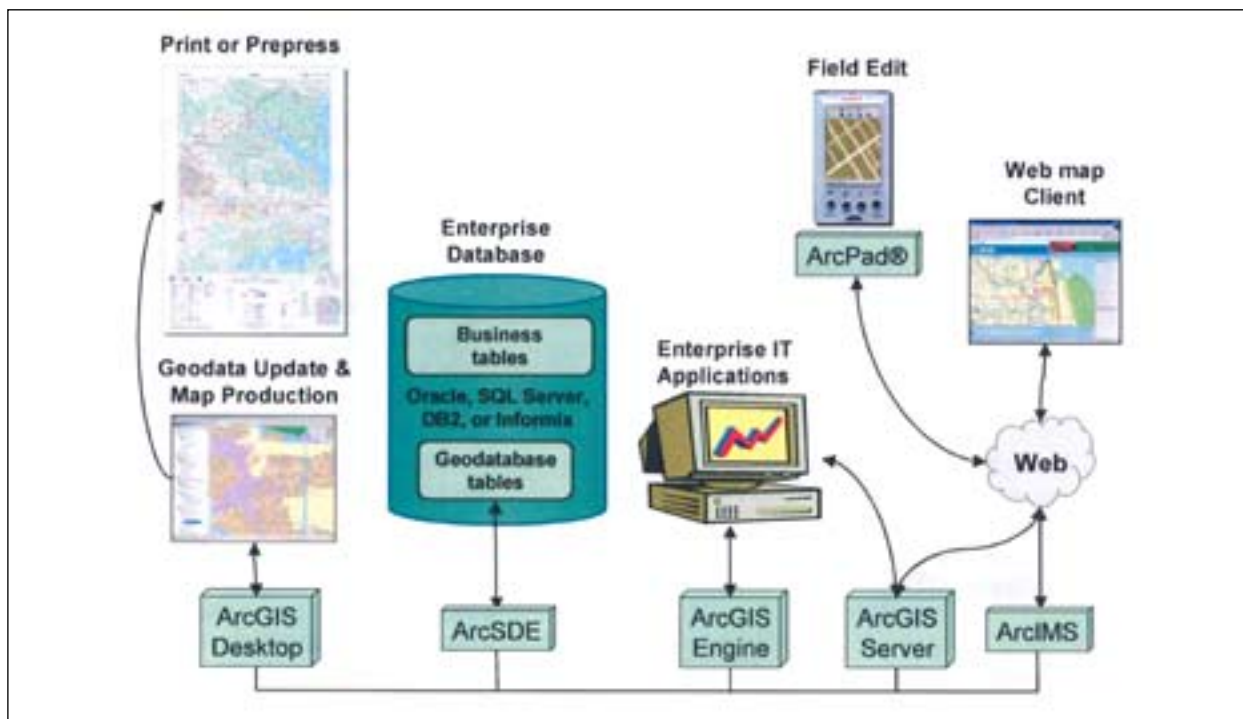 Print or Prepress
Field Edit
Web map
Client
ArcPad®
Enterprise
Database
Business
tables
Oracle, SQL Server,
DB2, or Informix
Geodatabase
tables
Geodata Update &
Map Production
Enterprise IT
Applications
Web
ArcGIS
Desktop
ArcSDE
ArcGIS
Engine
ArcGIS
Server
ArcIMS